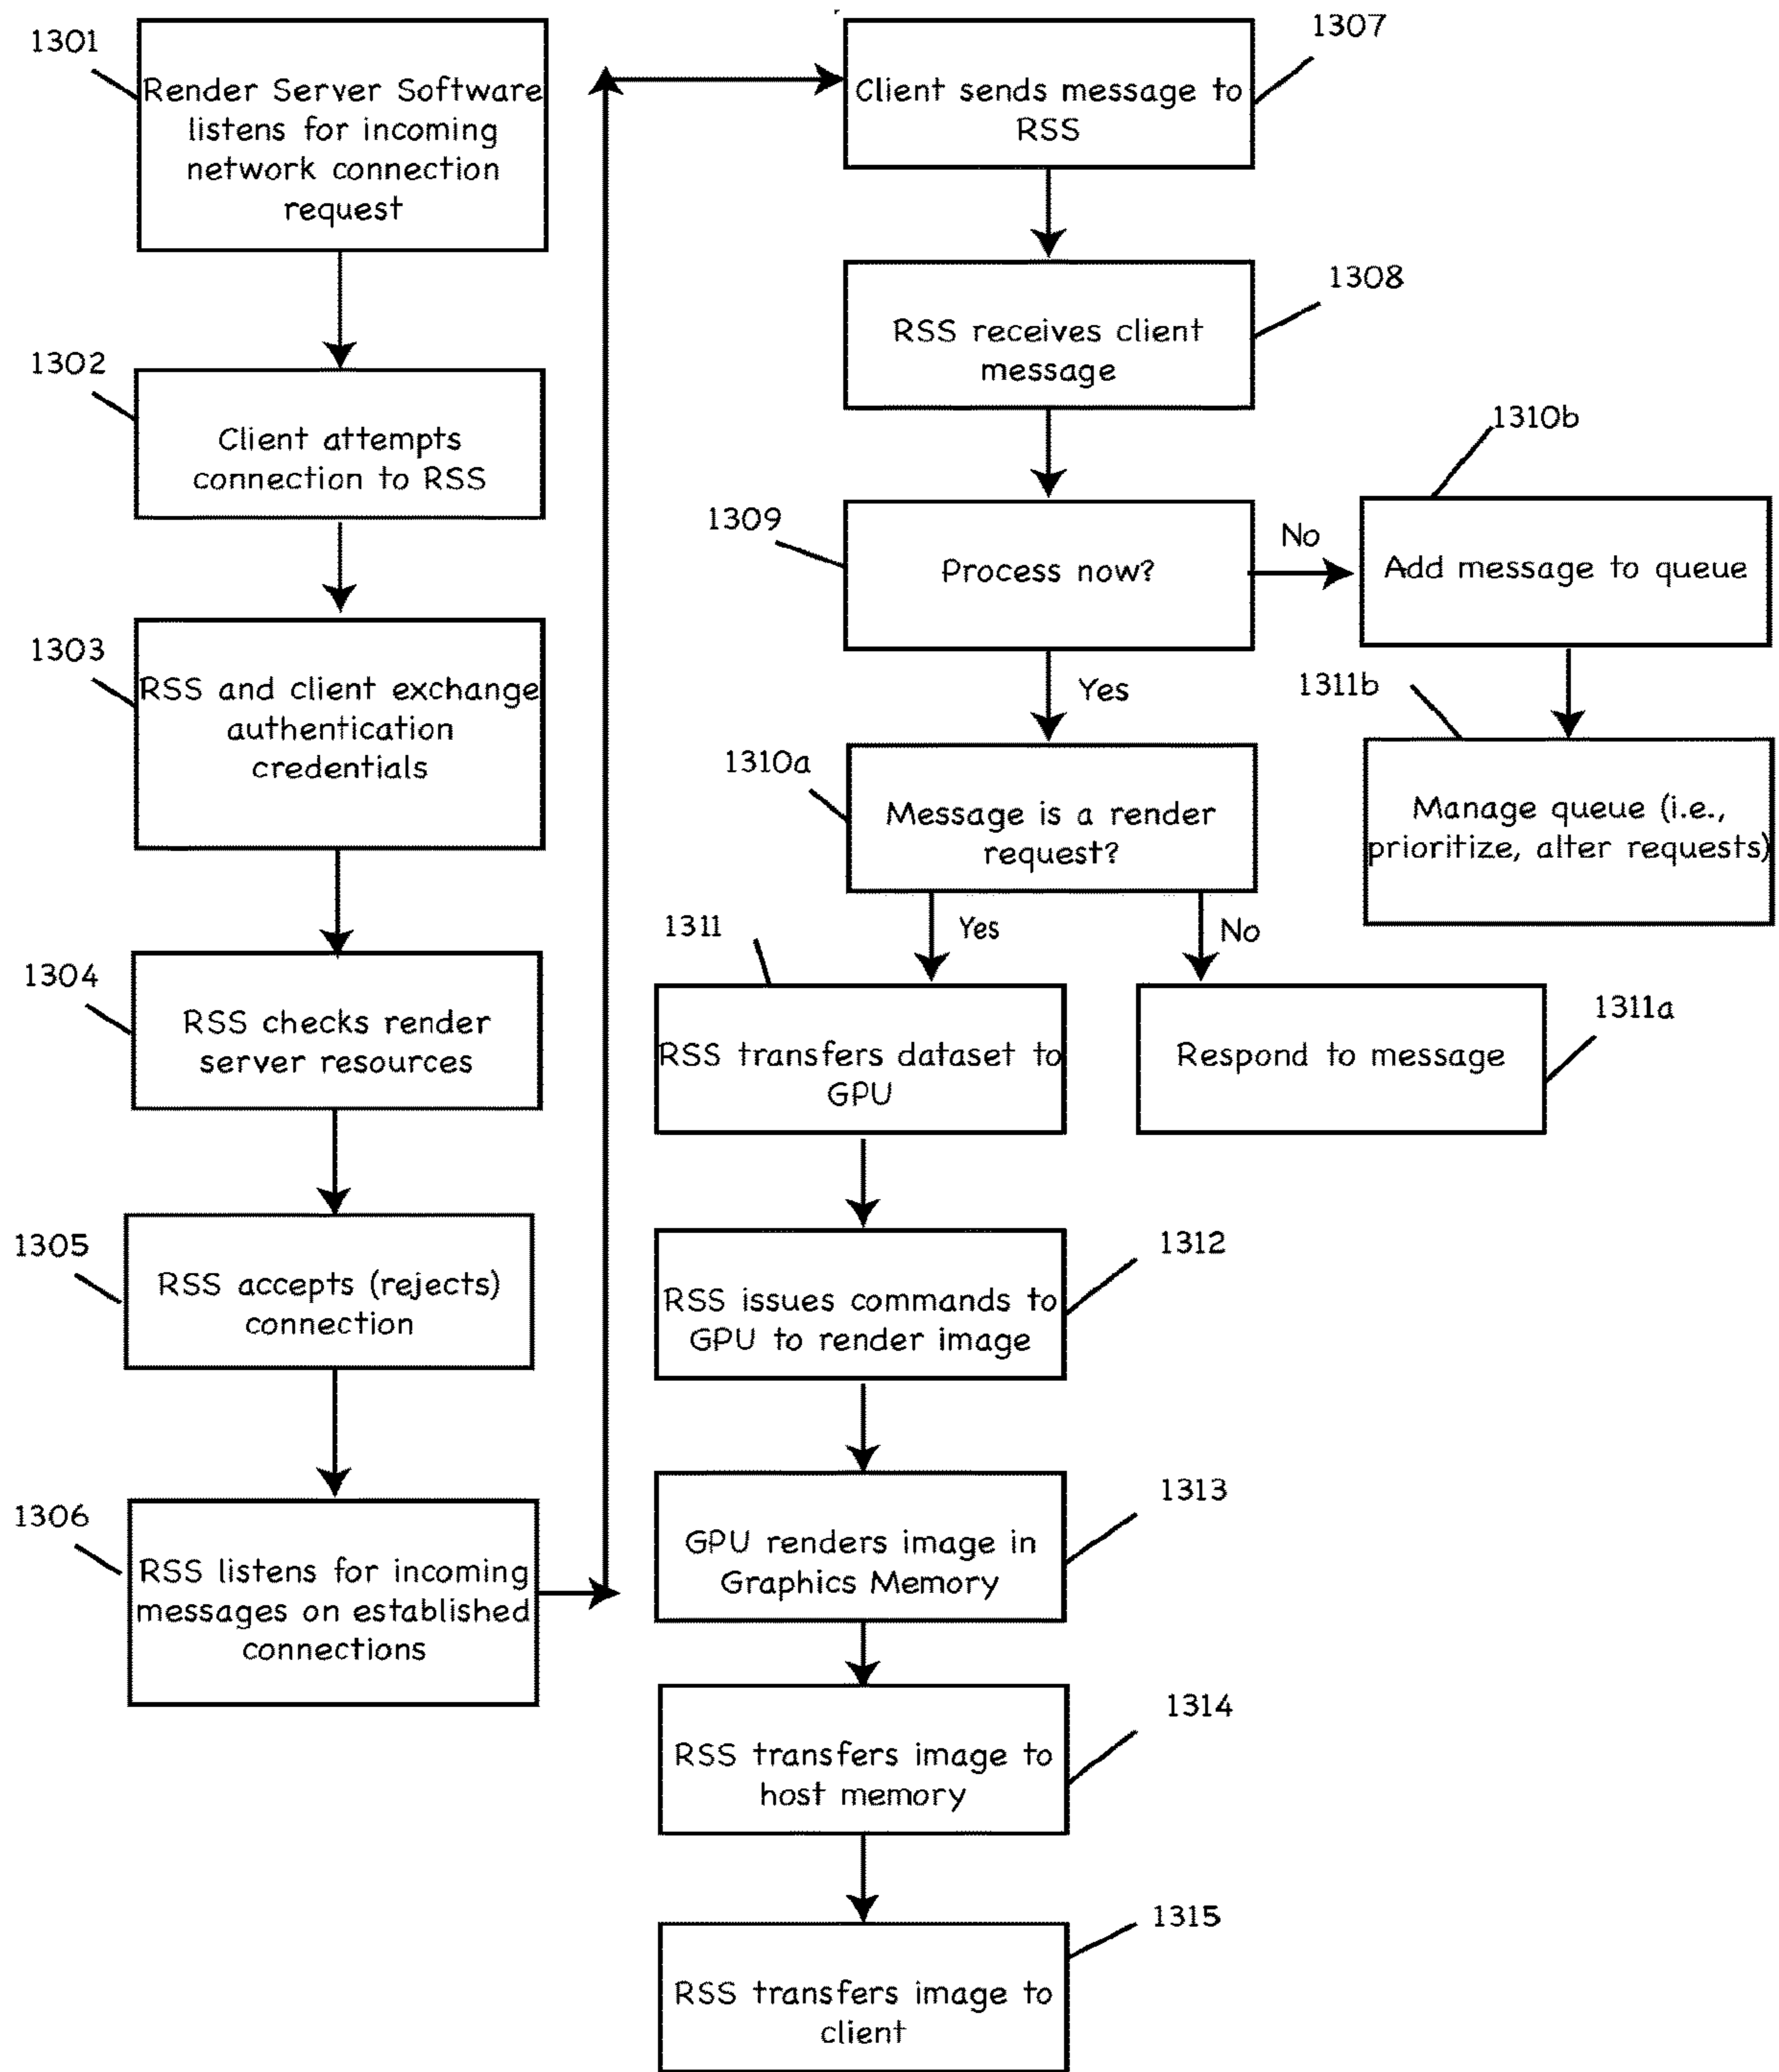 1301
Render Server Software
listens for incoming
network connection
request
1302
Client attempts
connection to RSS
1303
RSS and client exchange
authentication
credentials
1304
RSS checks render
server resources
1305
RSS accepts (rejects)
connection
1306
RSS listens for incoming
messages on established
connections
1307
Client sends message to
RSS
1308
RSS receives client
message
1309
Process now?
No
1310b
Add message to queue
1311b
Manage queue (i.e.,
prioritize, alter requests)
Yes
1310a
Message is a render
request?
Yes
No
1311
RSS transfers dataset to
GPU
1311a
Respond to message
1312
RSS issues commands to
GPU to render image
1313
GPU renders image in
Graphics Memory
1314
RSS transfers image to
host memory
1315
RSS transfers image to
client